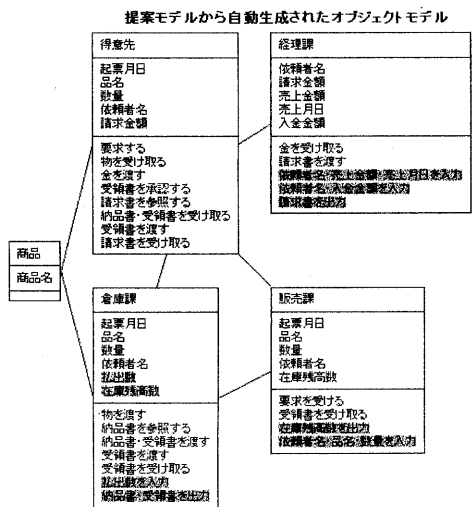 提案モデルから自動生成されたオブジェクトモデル
得意先
起票月日
品名
数量
依頼者名
請求金額
要求する
物を受け取る
金を渡す
受領書を承認する
請求書を参照する
納品書・受領書を受け取る
受領書を渡す
請求書を受け取る
経理課
依頼者名
請求金額
売上金額
売上月日
入金金額
金を受け取る
請求書を渡す
依頼者名・売上金額・売上月日を入力
依頼者名・入金金額を入力
請求書を出力
商品
商品名
倉庫課
起票月日
品名
数量
依頼者名
払出数
在庫残高数
物を渡す
納品書を参照する
納品書・受領書を渡す
受領書を渡す
受領書を受け取る
払出数を入力
納品書・受領書を出力
販売課
起票月日
品名
数量
依頼者名
在庫残高数
要求を受ける
受領書を受け取る
在庫残高数を出力
依頼者名・品名・数量を入力